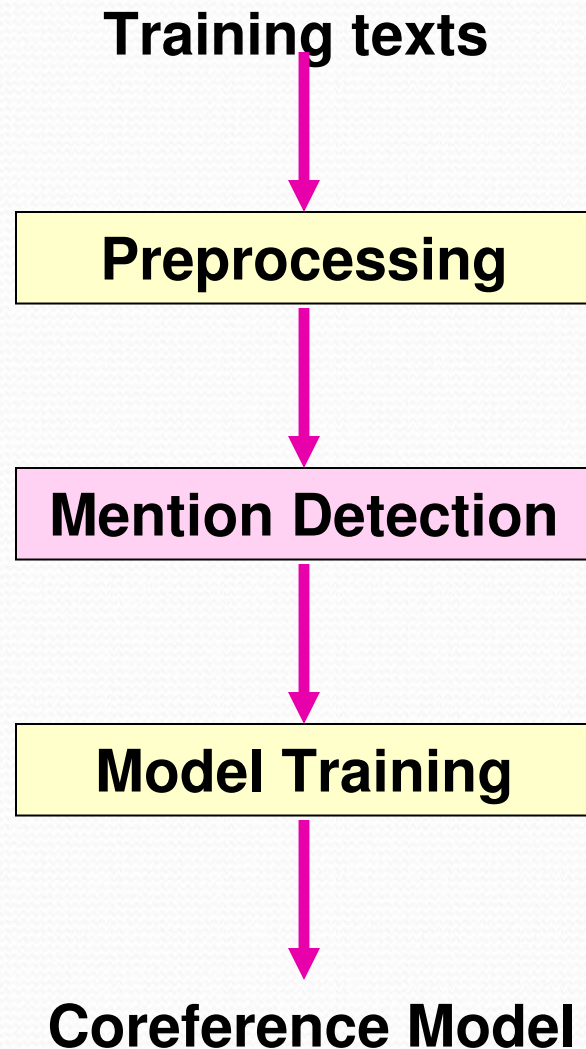 Training texts
Preprocessing
Mention Detection
Model Training
Coreference Model